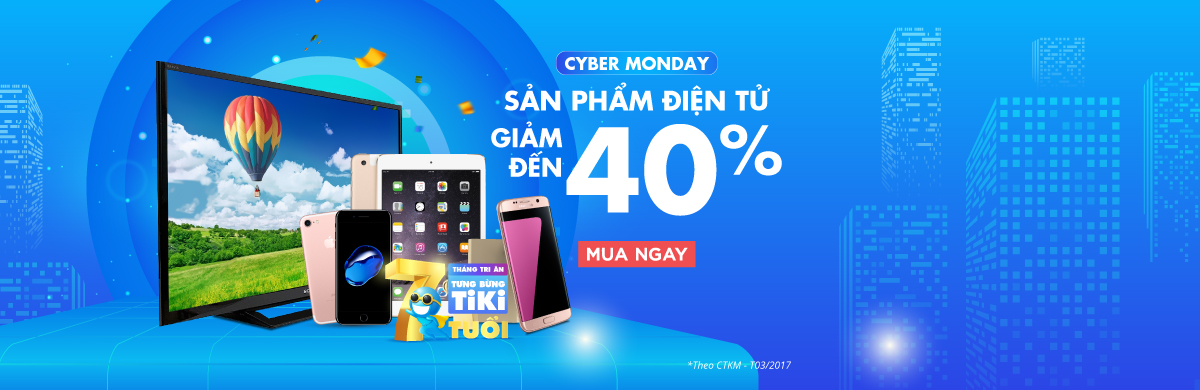 CYBER MONDAY
SẢN PHẨM ĐIỆN TỬ
GIẢM
ĐẾN
40%
MUA NGAY
7
THÁNG TRI ÂN
TƯNG BỪNG
TiKi
tuổi
*Theo CTKM - T03/2017